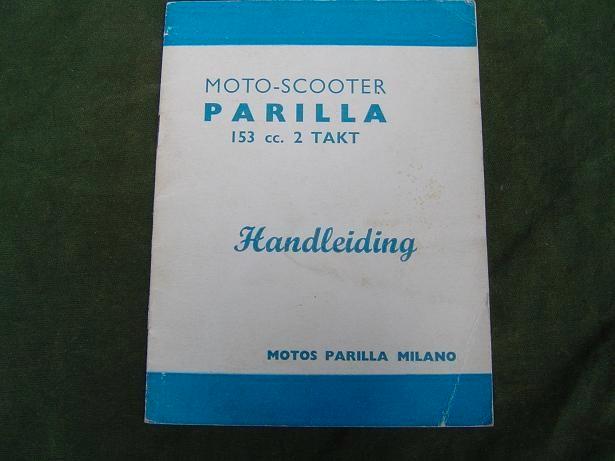 MOTO-SCOOTER
PARILLA
153 cc. 2 TAKT
Handleiding
MOTOS PARILLA MILANO